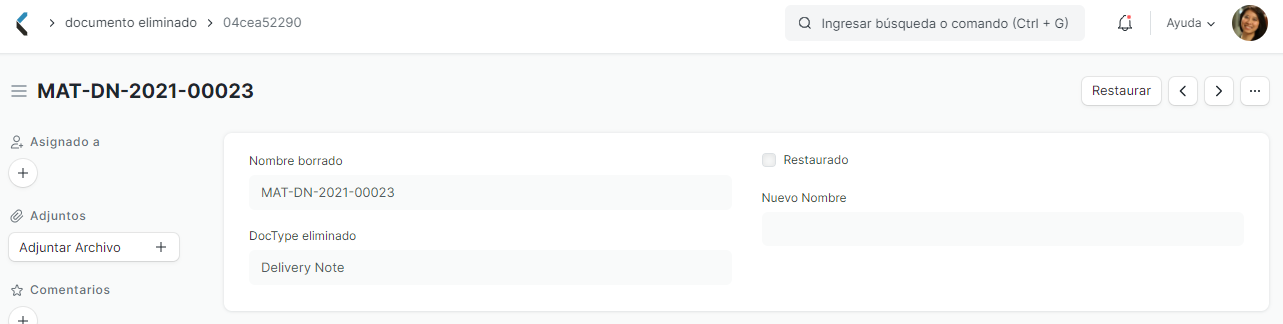 documento eliminado 04cea52290
Ingresar búsqueda o comando (Ctrl + G)
Ayuda
MAT-DN-2021-00023
Restaurar
Asignado a
Adjuntos
Adjuntar Archivo
Comentarios
Nombre borrado
MAT-DN-2021-00023
DocType eliminado
Delivery Note
Restaurado
Nuevo Nombre